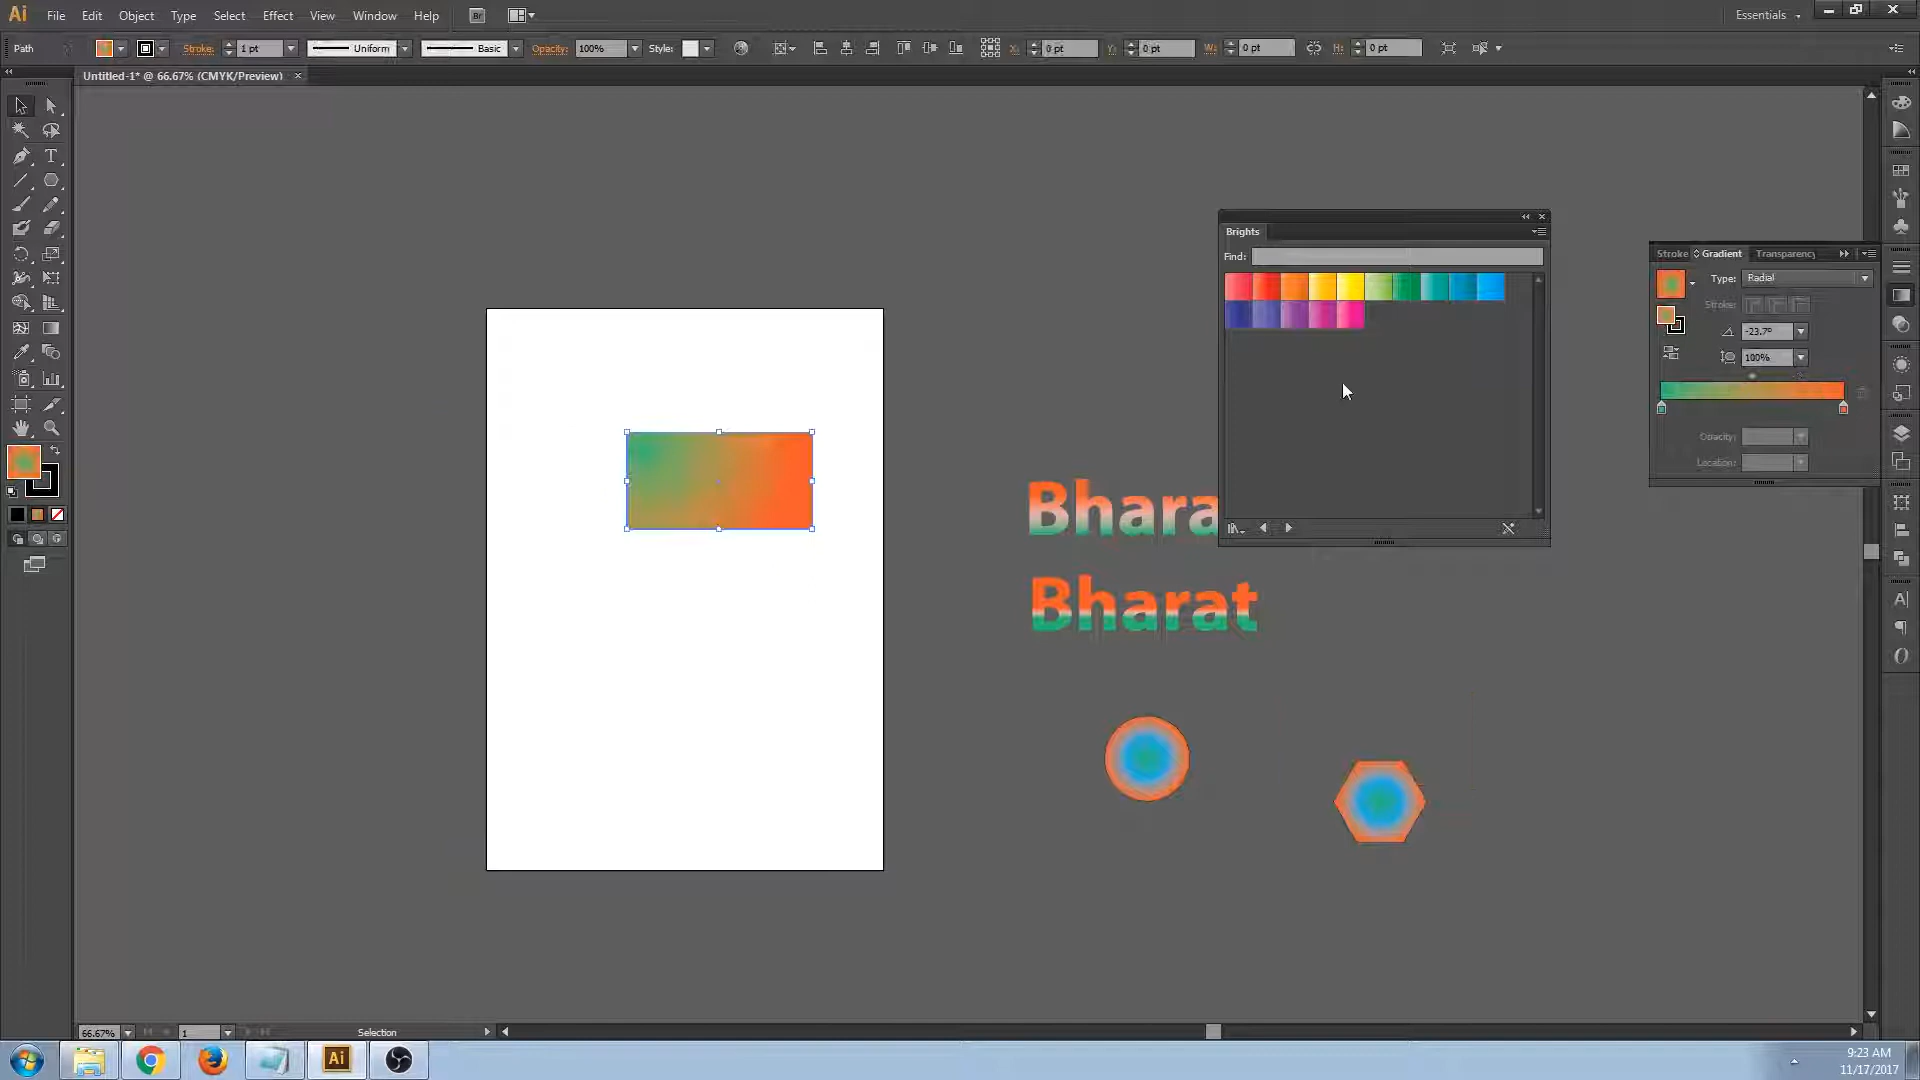 Ai File Edit Object Type Select Effect View Window Help Br Essentials
Path Stroke: 1 pt Uniform Basic Opacity: 100% Style: X: 0 pt Y: 0 pt W: 0 pt H: 0 pt
Untitled-1* @ 66.67% (CMYK/Preview)
Brights
Find:
Stroke Gradient Transparency
Type: Radial
Stroke:
-23.7°
100%
Opacity:
Location:
Bhara
Bharat
66.67% 1 Selection
Ai
9:23 AM
11/17/2017